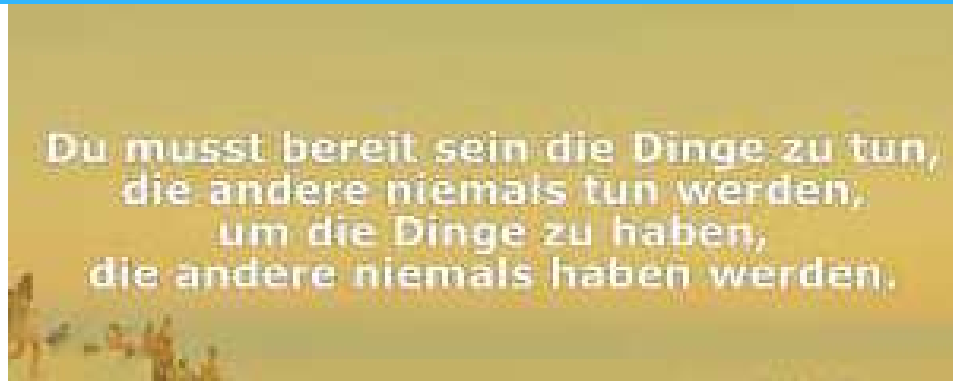 Du musst bereit sein die Dinge zu tun,
die andere niemals tun werden,
um die Dinge zu haben,
die andere niemals haben werden.